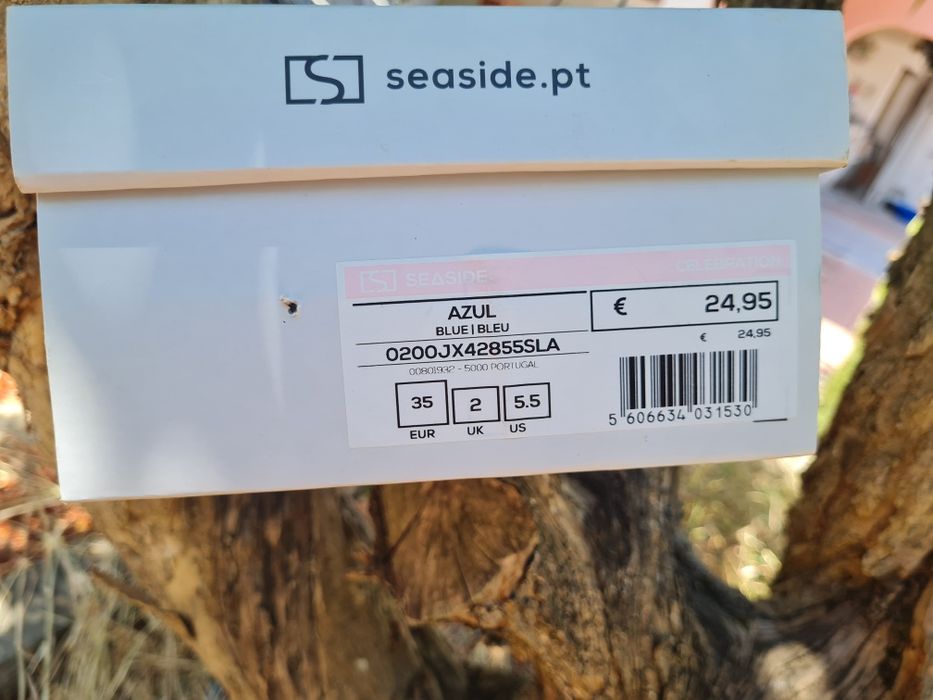 seaside.pt
SEASIDE CELEBRATION
AZUL
BLUE | BLEU
0200JX42855SLA
00801932 - 5000 PORTUGAL
35 2 5.5
EUR UK US
€ 24,95
€ 24,95
5 606634 031530